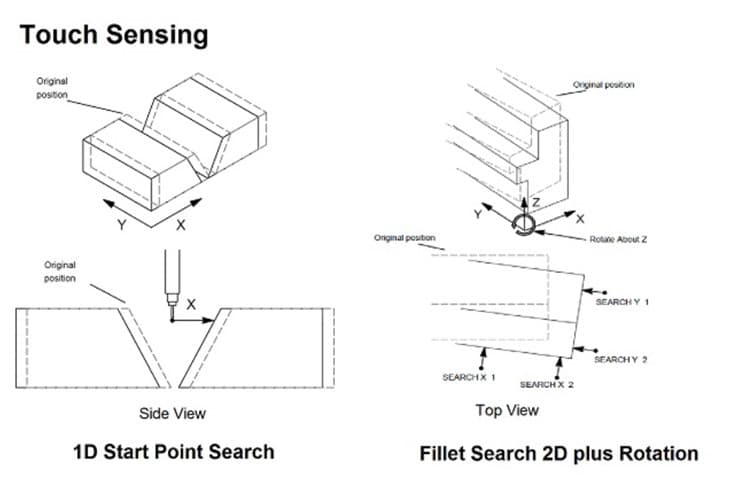 Touch Sensing
Original
position
Y
X
Original
position
X
Side View
1D Start Point Search
Original position
Z
Y
X
Rotate About Z
Original position
SEARCH Y 1
SEARCH Y 2
SEARCH X 1
SEARCH X 2
Top View
Fillet Search 2D plus Rotation